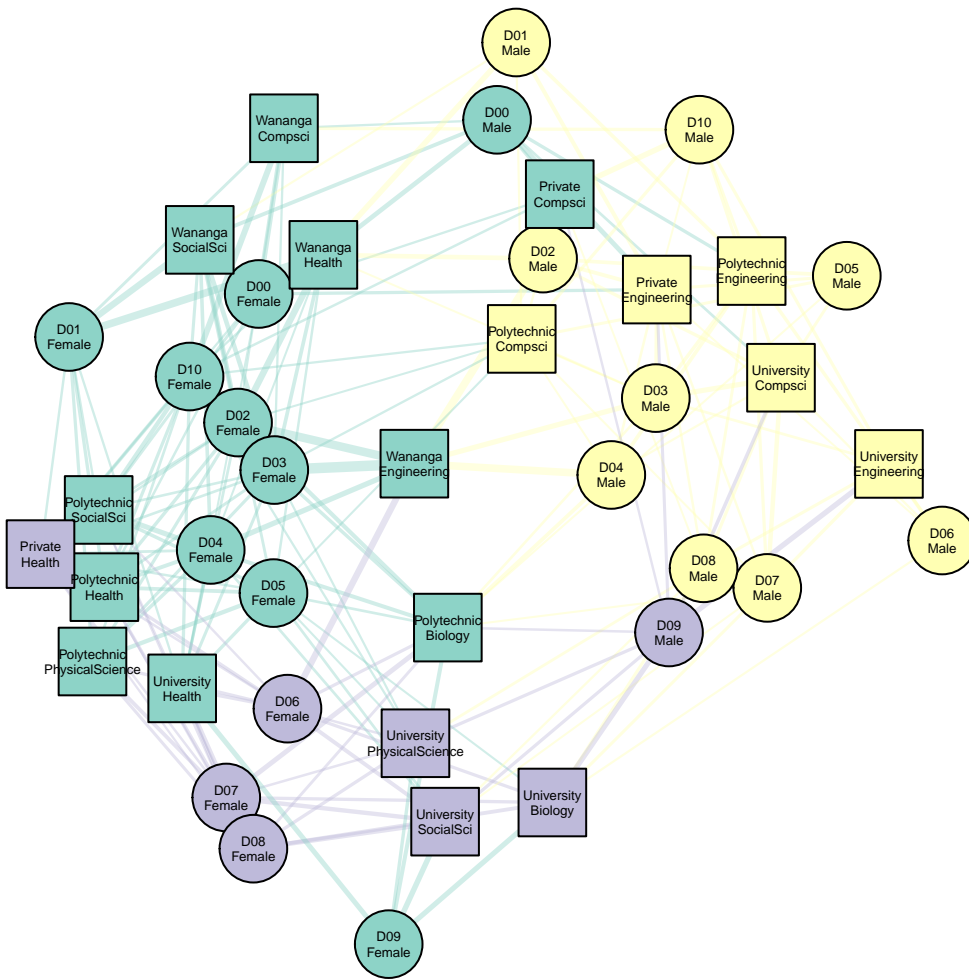 D01
Male
D00
Male
Wananga
Compsci
D10
Male
Private
Compsci
Wananga
SocialSci
Wananga
Health
D02
Male
Private
Engineering
Polytechnic
Engineering
D05
Male
D00
Female
D01
Female
Polytechnic
Compsci
D10
Female
University
Compsci
D03
Male
D02
Female
D03
Female
Wananga
Engineering
D04
Male
University
Engineering
Polytechnic
SocialSci
Private
Health
D04
Female
D06
Male
D08
Male
Polytechnic
Health
D05
Female
D07
Male
Polytechnic
Biology
D09
Male
Polytechnic
PhysicalScience
University
Health
D06
Female
University
PhysicalScience
D07
Female
University
Biology
University
SocialSci
D08
Female
D09
Female